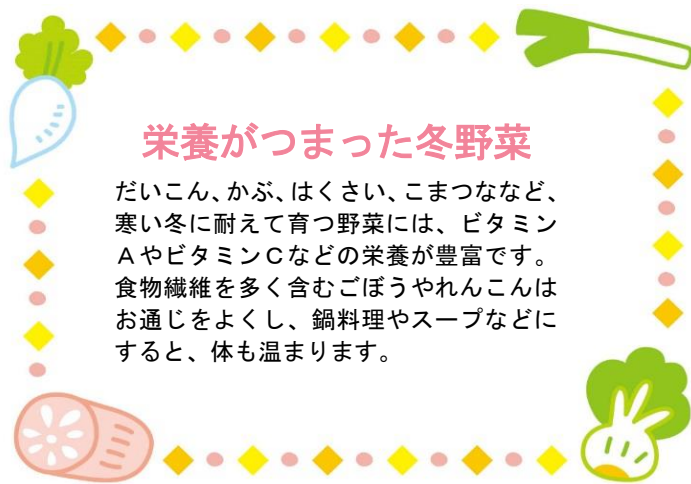 栄養がつまった冬野菜
だいこん、かぶ、はくさい、こまつななど、
寒い冬に耐えて育つ野菜には、ビタミン
ＡやビタミンＣなどの栄養が豊富です。
食物繊維を多く含むごぼうやれんこんは
お通じをよくし、鍋料理やスープなどに
すると、体も温まります。